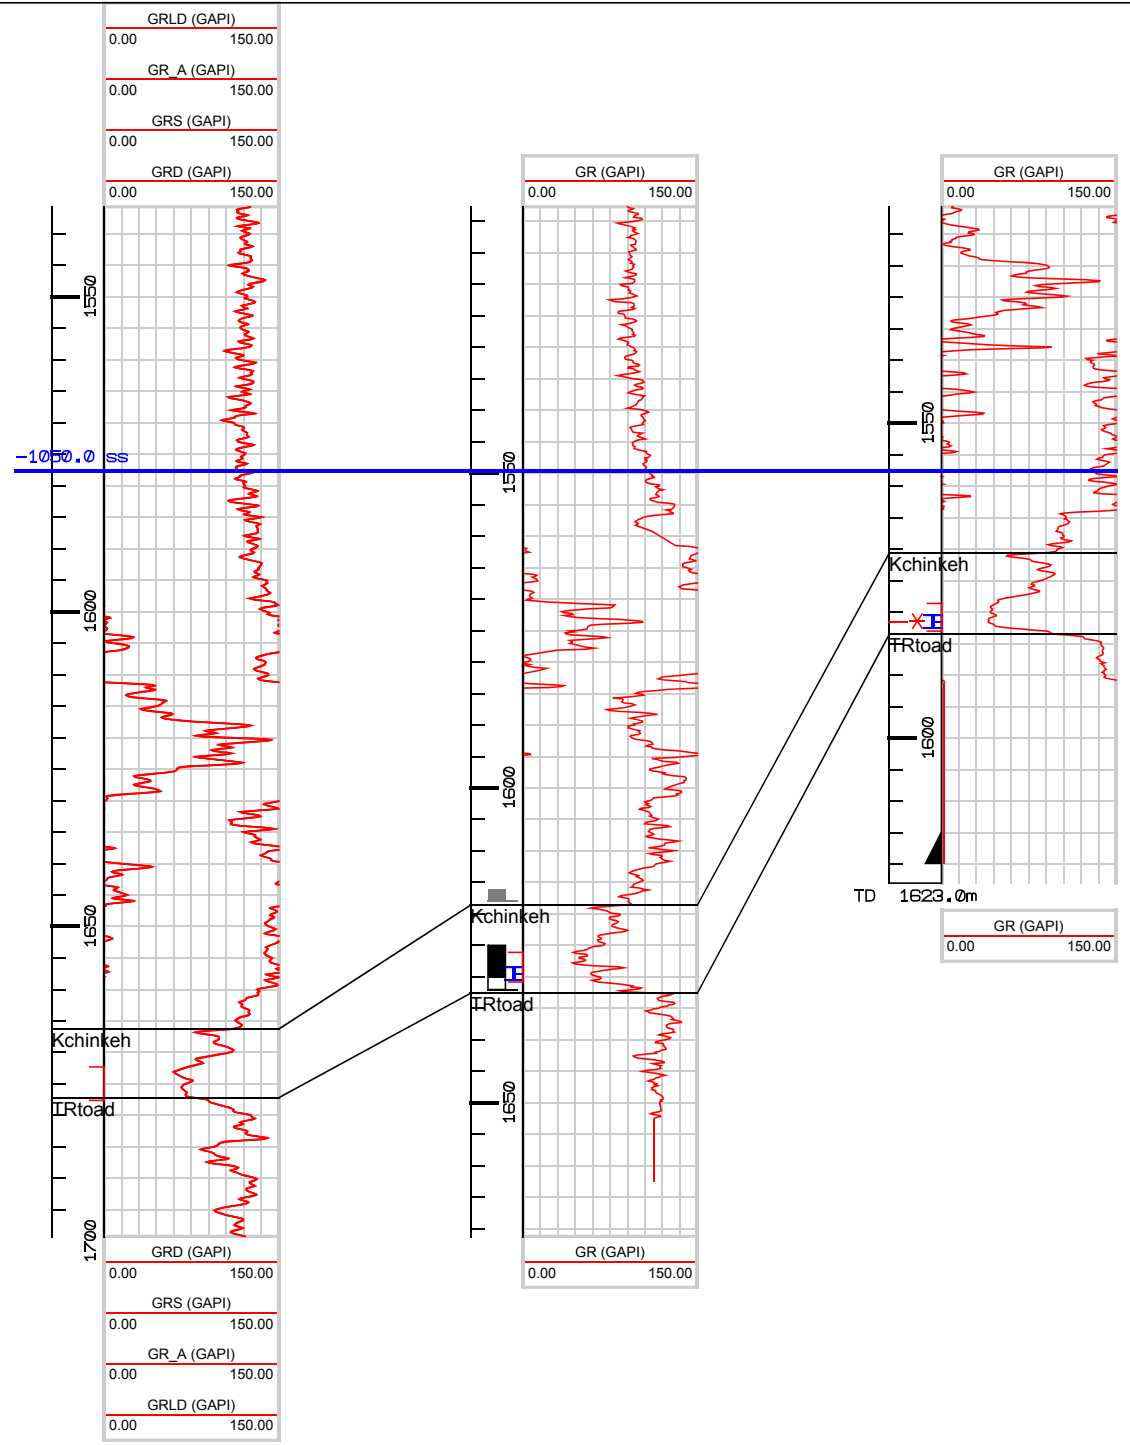 GRLD (GAPI)
0.00 150.00
GR_A (GAPI)
0.00 150.00
GRS (GAPI)
0.00 150.00
GRD (GAPI)
0.00 150.00
1550
-1050.0 ss
1600
1650
Kchinkeh
TRtoad
1700
GRD (GAPI)
0.00 150.00
GRS (GAPI)
0.00 150.00
GR_A (GAPI)
0.00 150.00
GRLD (GAPI)
0.00 150.00
GR (GAPI)
0.00 150.00
1550
1600
Kchinkeh
TRtoad
1650
GR (GAPI)
0.00 150.00
GR (GAPI)
0.00 150.00
1550
Kchinkeh
TRtoad
1600
TD 1623.0m
GR (GAPI)
0.00 150.00